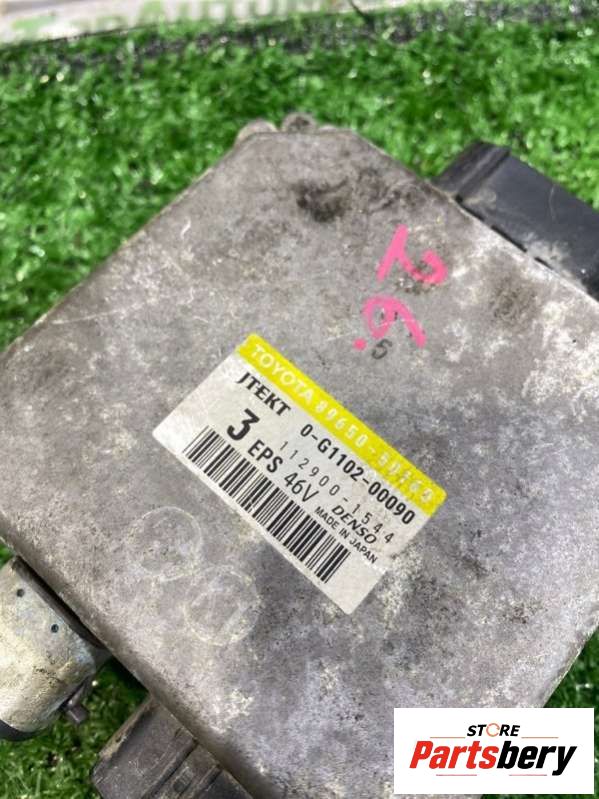 26.
5
TOYOTA 89650-
JTEKT 0-G1102-00090
3 EPS 112900-1544
46V DENSO
MADE IN JAPAN
STORE
Partsbery